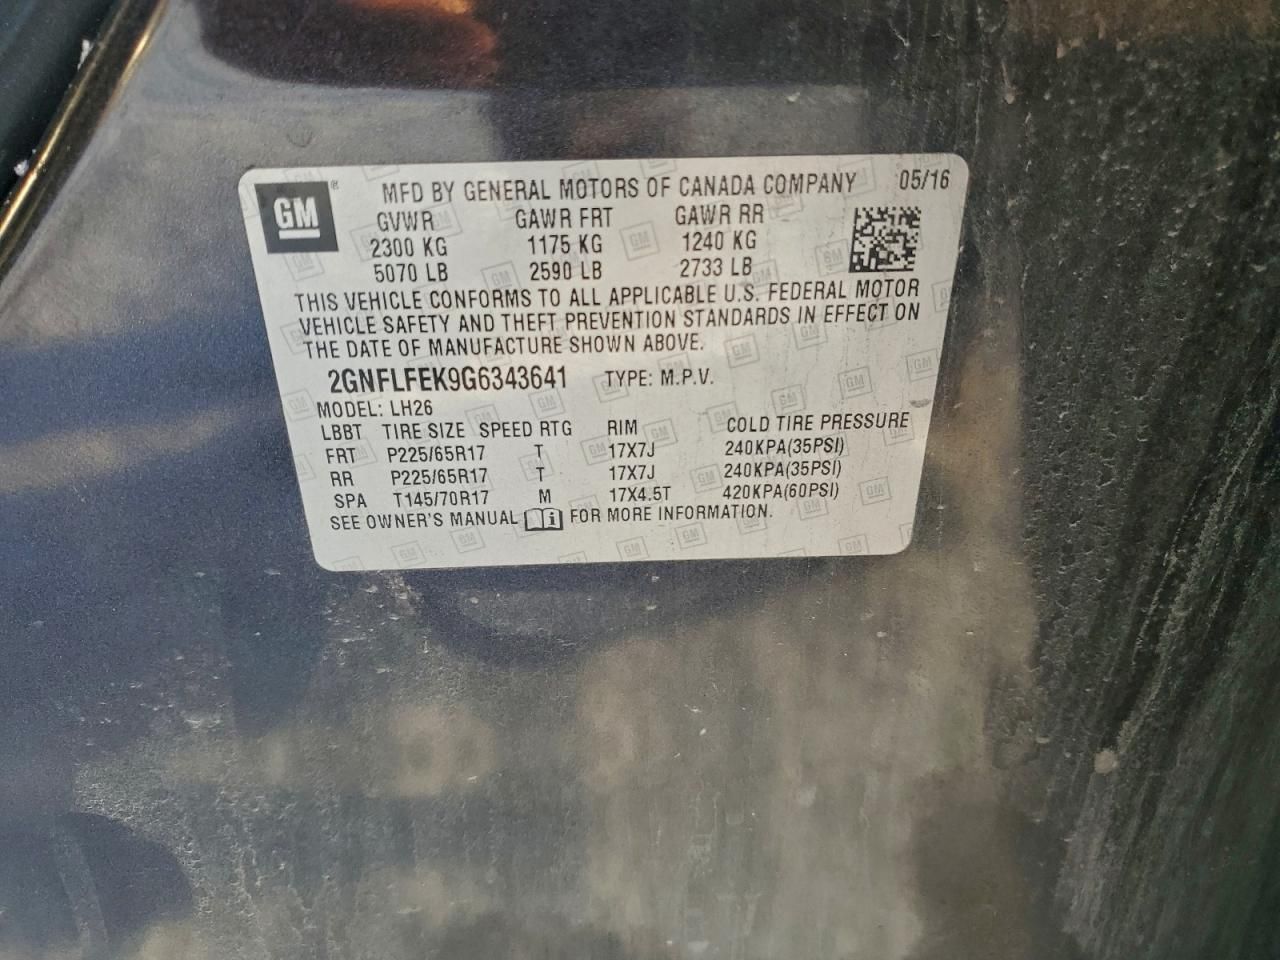 GM ® MFD BY GENERAL MOTORS OF CANADA COMPANY 05/16
GVWR GAWR FRT GAWR RR
2300 KG 1175 KG 1240 KG
5070 LB 2590 LB 2733 LB
THIS VEHICLE CONFORMS TO ALL APPLICABLE U.S. FEDERAL MOTOR
VEHICLE SAFETY AND THEFT PREVENTION STANDARDS IN EFFECT ON
THE DATE OF MANUFACTURE SHOWN ABOVE.
2GNFLFEK9G6343641 TYPE: M.P.V.
MODEL: LH26
LBBT TIRE SIZE SPEED RTG RIM COLD TIRE PRESSURE
FRT P225/65R17 T 17X7J 240KPA(35PSI)
RR P225/65R17 T 17X7J 240KPA(35PSI)
SPA T145/70R17 M 17X4.5T 420KPA(60PSI)
SEE OWNER'S MANUAL FOR MORE INFORMATION.